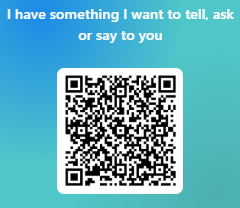 I have something I want to tell, ask
or say to you